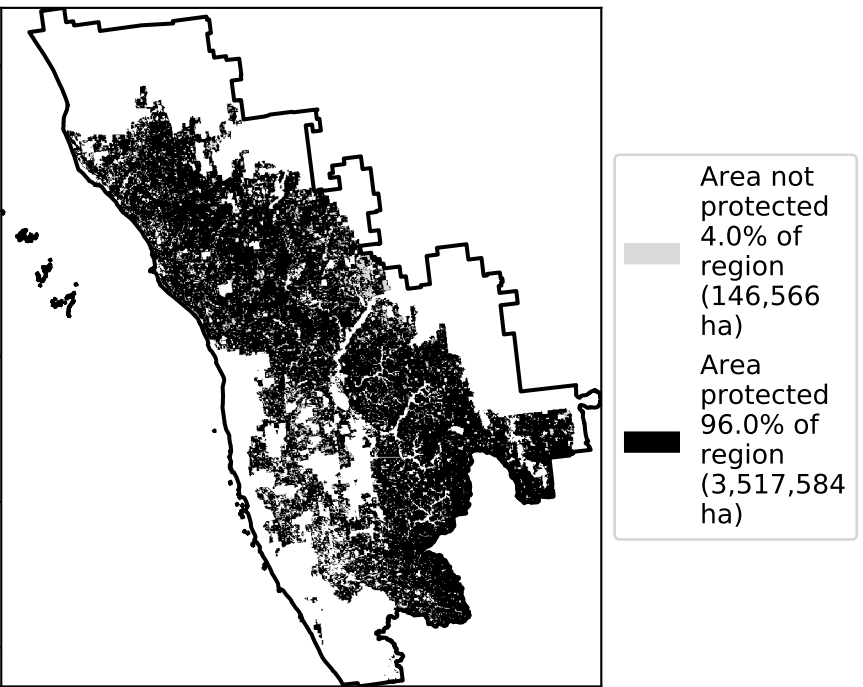 Area not
protected
4.0% of
region
(146,566
ha)
Area
protected
96.0% of
region
(3,517,584
ha)